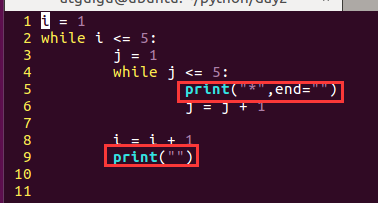 atguigu@ubuntu: ~/python/day2
1 i = 1
2 while i <= 5:
3 j = 1
4 while j <= 5:
5 print("*",end="")
6 j = j + 1
7
8 i = i + 1
9 print("")
10
11